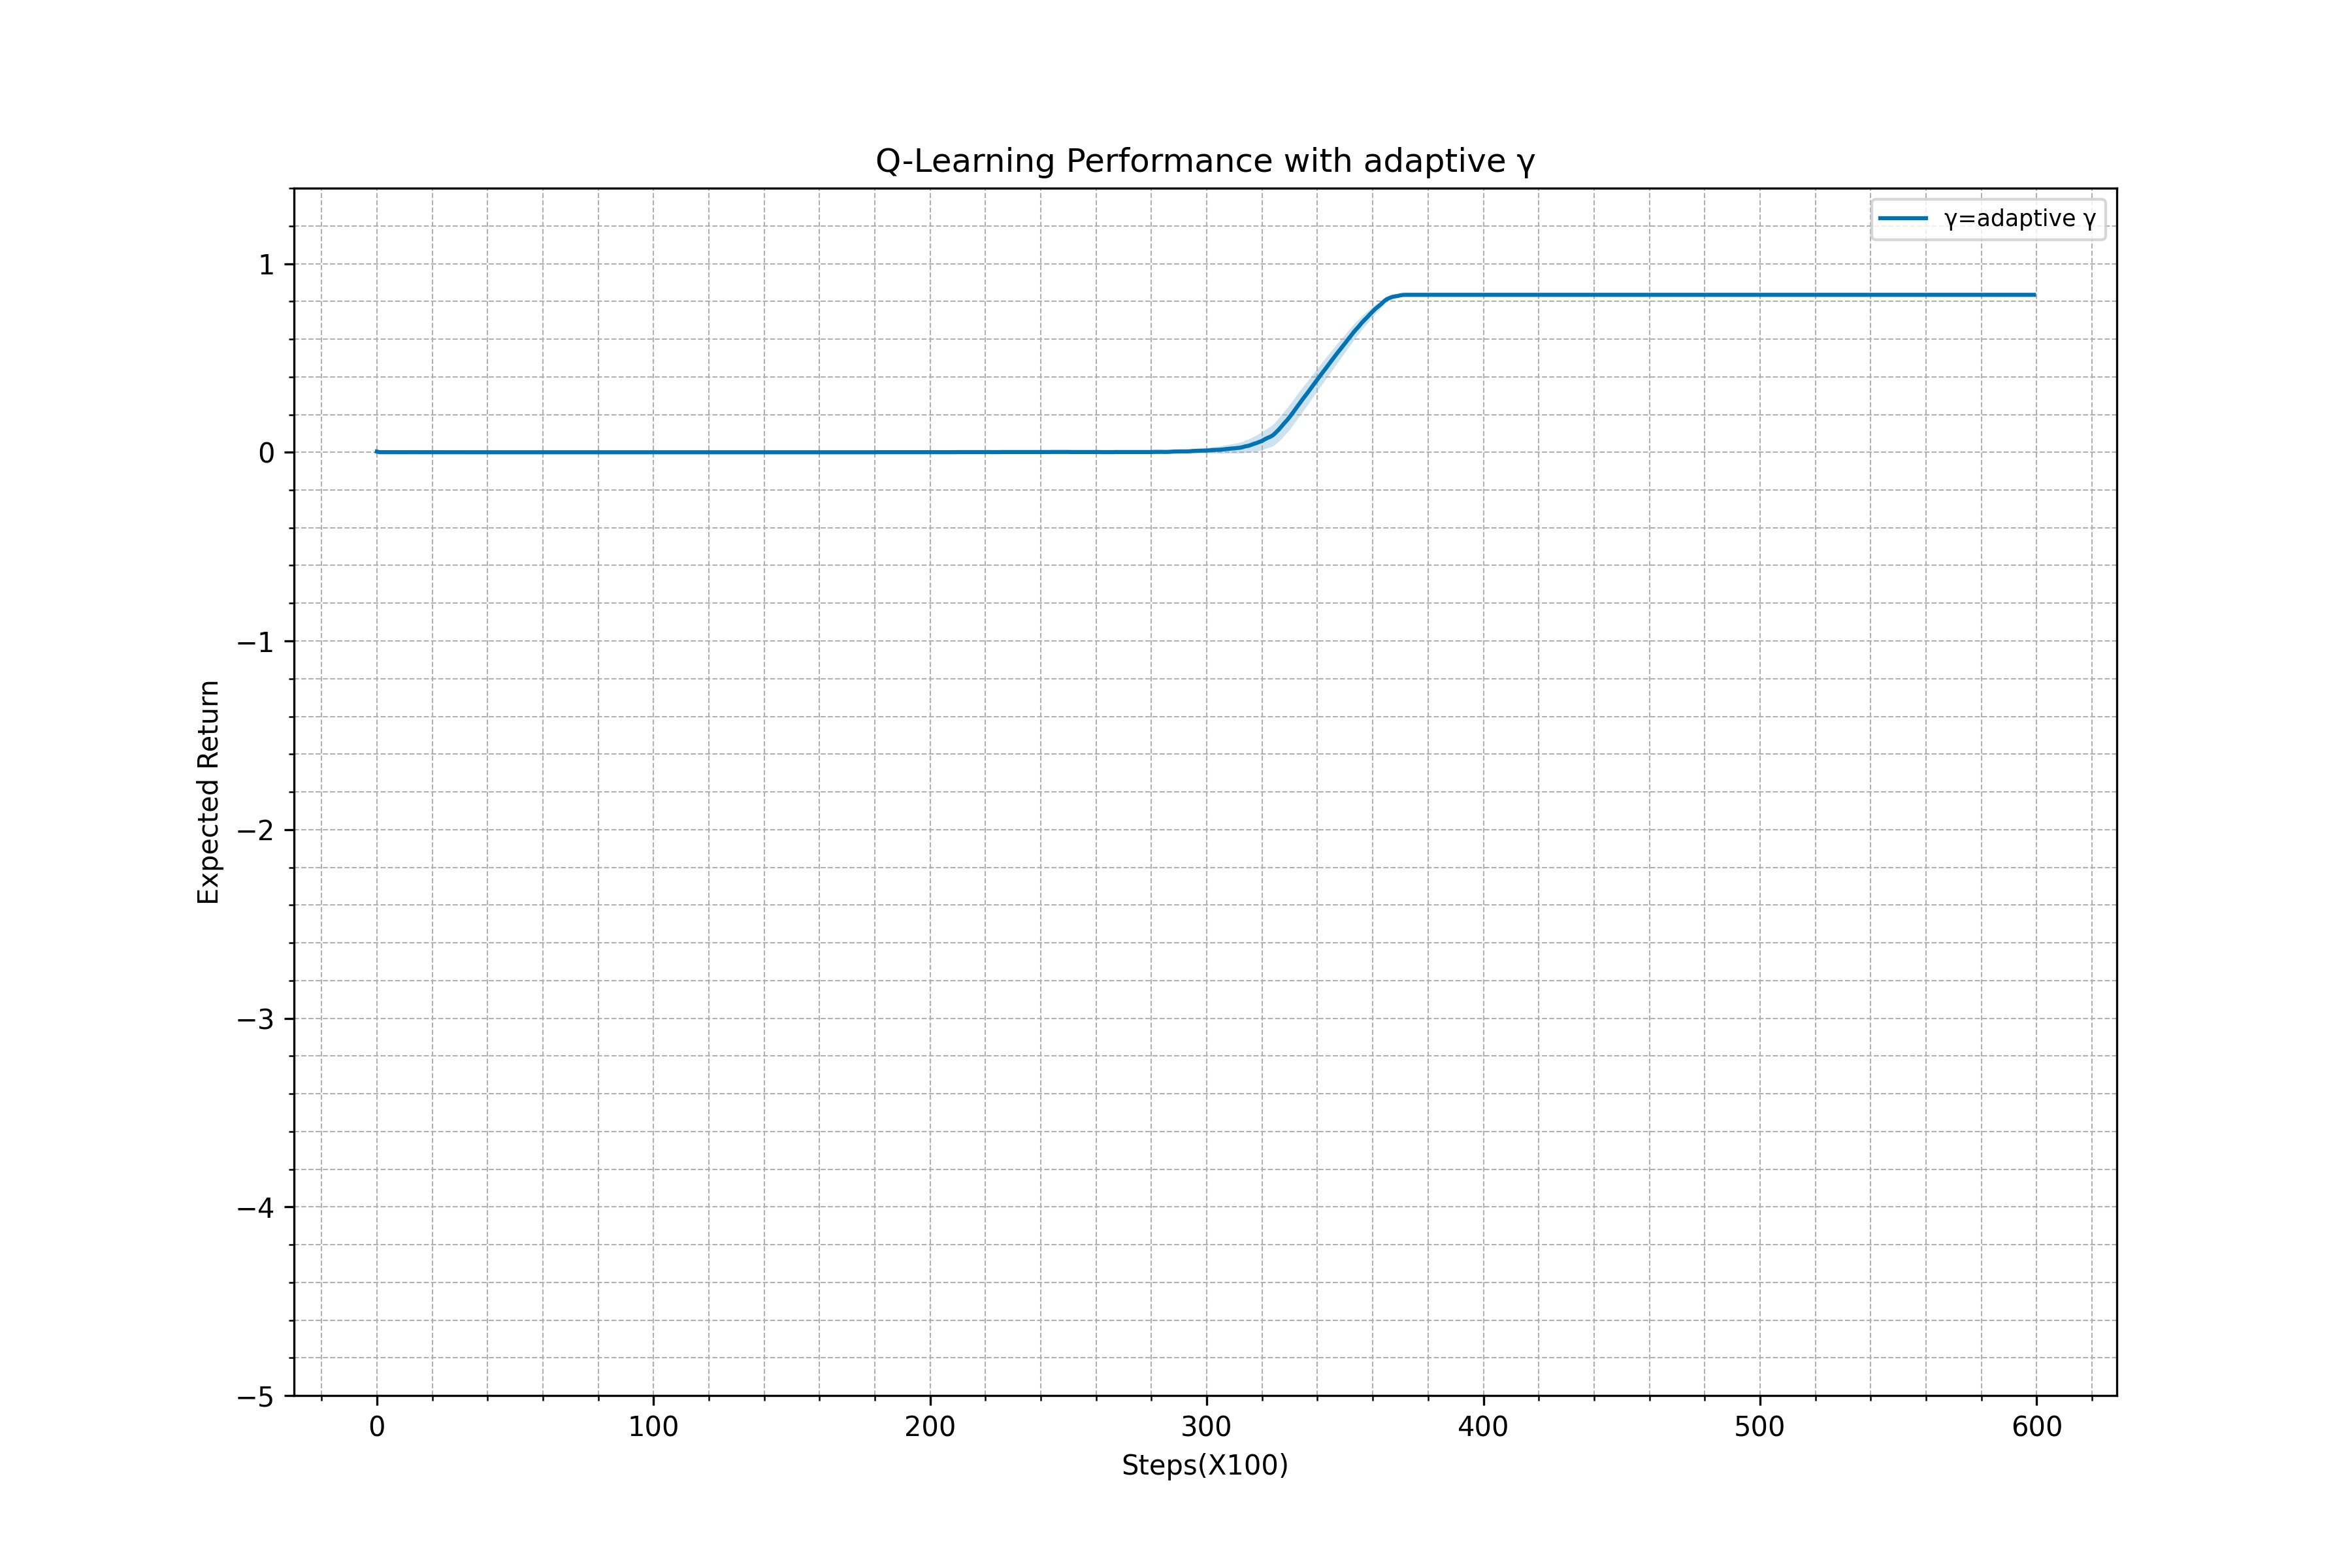 Q-Learning Performance with adaptive γ
γ=adaptive γ
1
0
−1
−2
−3
−4
−5
Expected Return
0 100 200 300 400 500 600
Steps(X100)